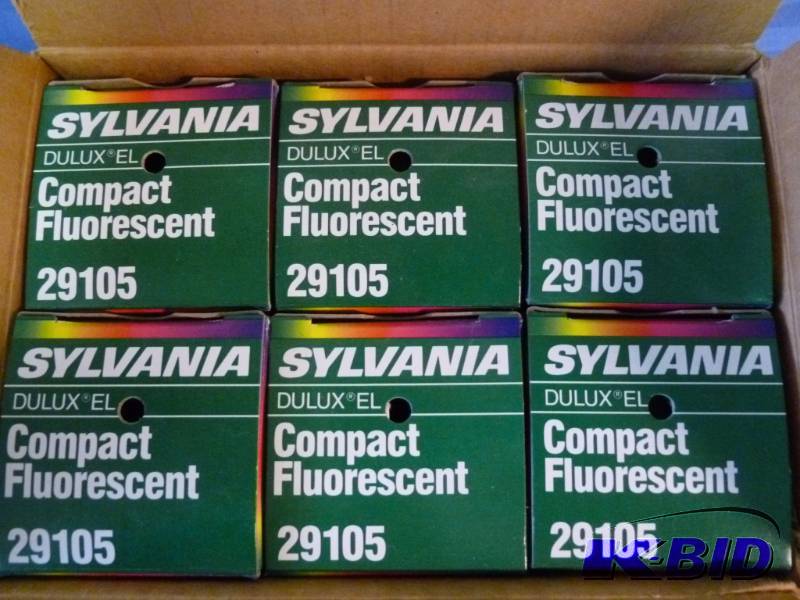 SYLVANIA
DULUX® EL
Compact
Fluorescent
29105
SYLVANIA
DULUX® EL
Compact
Fluorescent
29105
SYLVANIA
DULUX® EL
Compact
Fluorescent
29105
SYLVANIA
DULUX® EL
Compact
Fluorescent
29105
SYLVANIA
DULUX® EL
Compact
Fluorescent
29105
SYLVANIA
DULUX® EL
Compact
Fluorescent
29105
K-BID